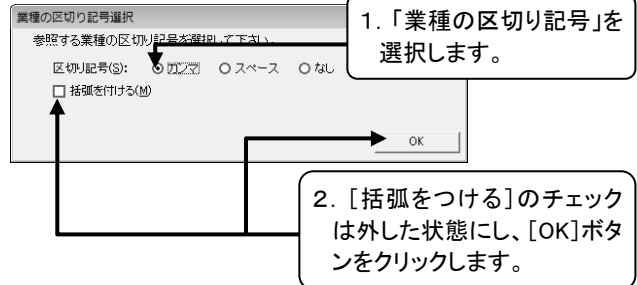 業種の区切り記号選択
参照する業種の区切り記号を選択して下さい。
区切り記号(S): カンマ スペース なし
括弧を付ける(M)
OK
1. 「業種の区切り記号」を
選択します。
2. [括弧をつける]のチェック
は外した状態にし、[OK]ボタ
ンをクリックします。